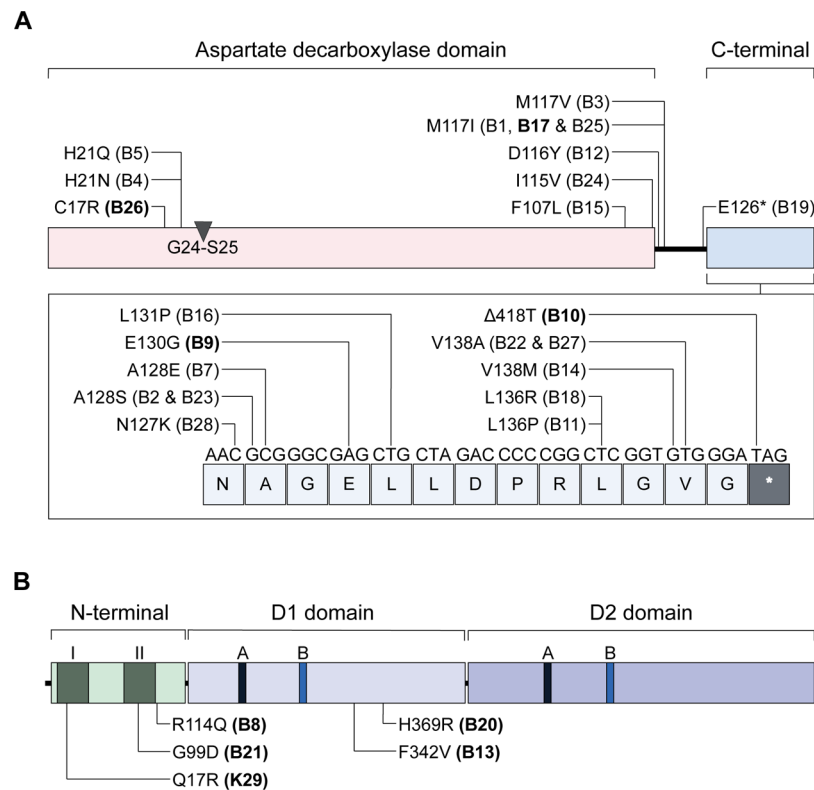 A
Aspartate decarboxylase domain
C-terminal
M117V (B3)
M117I (B1, B17 & B25)
H21Q (B5)
D116Y (B12)
H21N (B4)
I115V (B24)
C17R (B26)
F107L (B15)
E126* (B19)
G24-S25
L131P (B16)
Δ418T (B10)
E130G (B9)
V138A (B22 & B27)
A128E (B7)
V138M (B14)
A128S (B2 & B23)
L136R (B18)
N127K (B28)
L136P (B11)
AAC GCG GGC GAG CTG CTA GAC CCC CGG CTC GGT GTG GGA TAG
N A G E L L D P R L G V G *
B
N-terminal
D1 domain
D2 domain
I II A B A B
R114Q (B8)
H369R (B20)
G99D (B21)
F342V (B13)
Q17R (K29)